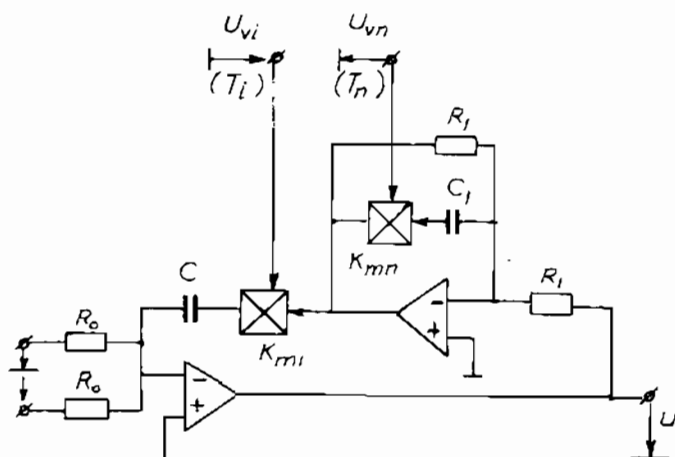 U_vi
U_vn
(T_i)
(T_n)
R_1
C_1
K_mn
C
R_1
R_o
K_mi
R_o
-
+
-
+
U